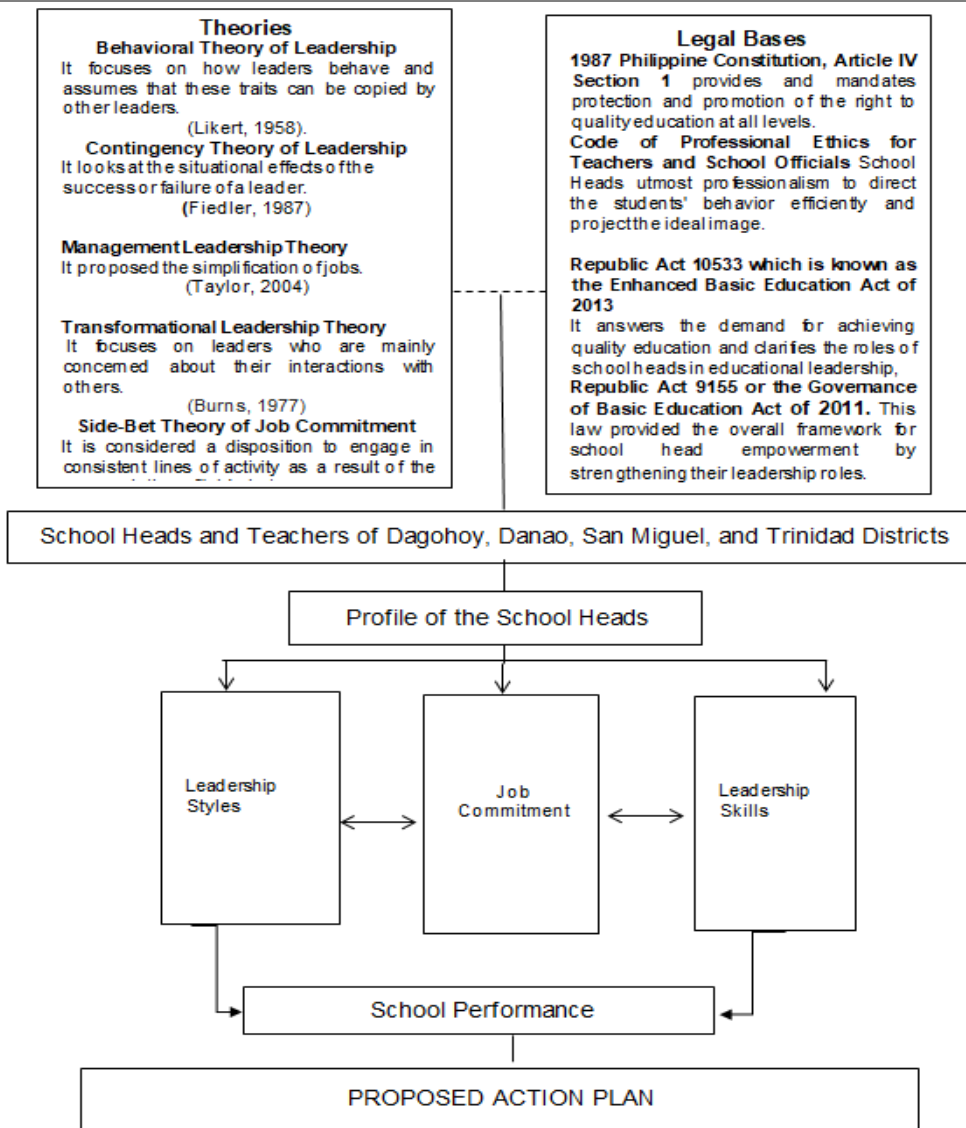 Theories
Behavioral Theory of Leadership
It focuses on how leaders behave and
assumes that these traits can be copied by
other leaders.
(Likert, 1958).
Contingency Theory of Leadership
It looks at the situational effects of the
success or failure of a leader.
(Fiedler, 1987)
Management Leadership Theory
It proposed the simplification of jobs.
(Taylor, 2004)
Transformational Leadership Theory
It focuses on leaders who are mainly
concerned about their interactions with
others.
(Burns, 1977)
Side-Bet Theory of Job Commitment
It is considered a disposition to engage in
consistent lines of activity as a result of the
Legal Bases
1987 Philippine Constitution, Article IV
Section 1 provides and mandates
protection and promotion of the right to
quality education at all levels.
Code of Professional Ethics for
Teachers and School Officials School
Heads utmost professionalism to direct
the students' behavior efficiently and
project the ideal image.
Republic Act 10533 which is known as
the Enhanced Basic Education Act of
2013
It answers the demand for achieving
quality education and clarifies the roles of
school heads in educational leadership,
Republic Act 9155 or the Governance
of Basic Education Act of 2011. This
law provided the overall framework for
school head empowerment by
strengthening their leadership roles.
School Heads and Teachers of Dagohoy, Danao, San Miguel, and Trinidad Districts
Profile of the School Heads
Leadership
Styles
Job
Commitment
Leadership
Skills
School Performance
PROPOSED ACTION PLAN